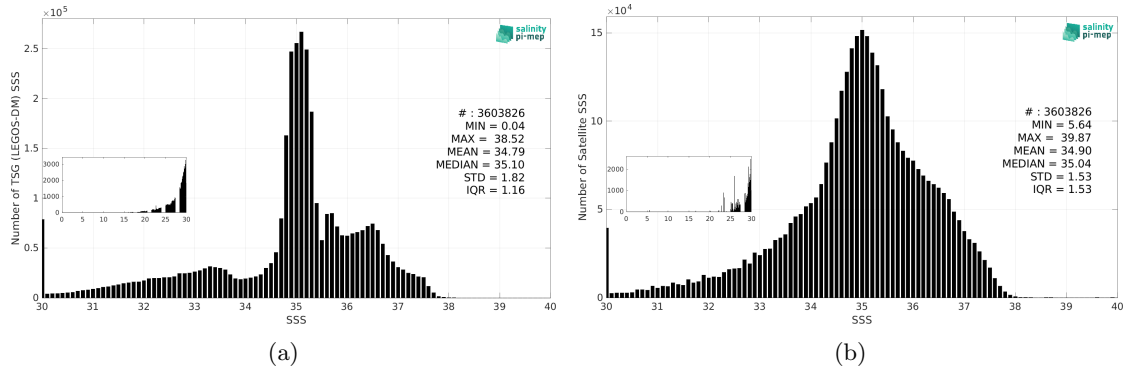 ×10^5
salinity
pi-mep
2.5
2
1.5
1
0.5
0
Number of TSG (LEGOS-DM) SSS
# : 3603826
MIN = 0.04
MAX = 38.52
MEAN = 34.79
MEDIAN = 35.10
STD = 1.82
IQR = 1.16
3000
2000
1000
0
0 5 10 15 20 25 30
30 31 32 33 34 35 36 37 38 39 40
SSS
(a)
×10^4
salinity
pi-mep
15
10
5
0
Number of Satellite SSS
# : 3603826
MIN = 5.64
MAX = 39.87
MEAN = 34.90
MEDIAN = 35.04
STD = 1.53
IQR = 1.53
2000
1000
0
0 5 10 15 20 25 30
30 31 32 33 34 35 36 37 38 39 40
SSS
(b)